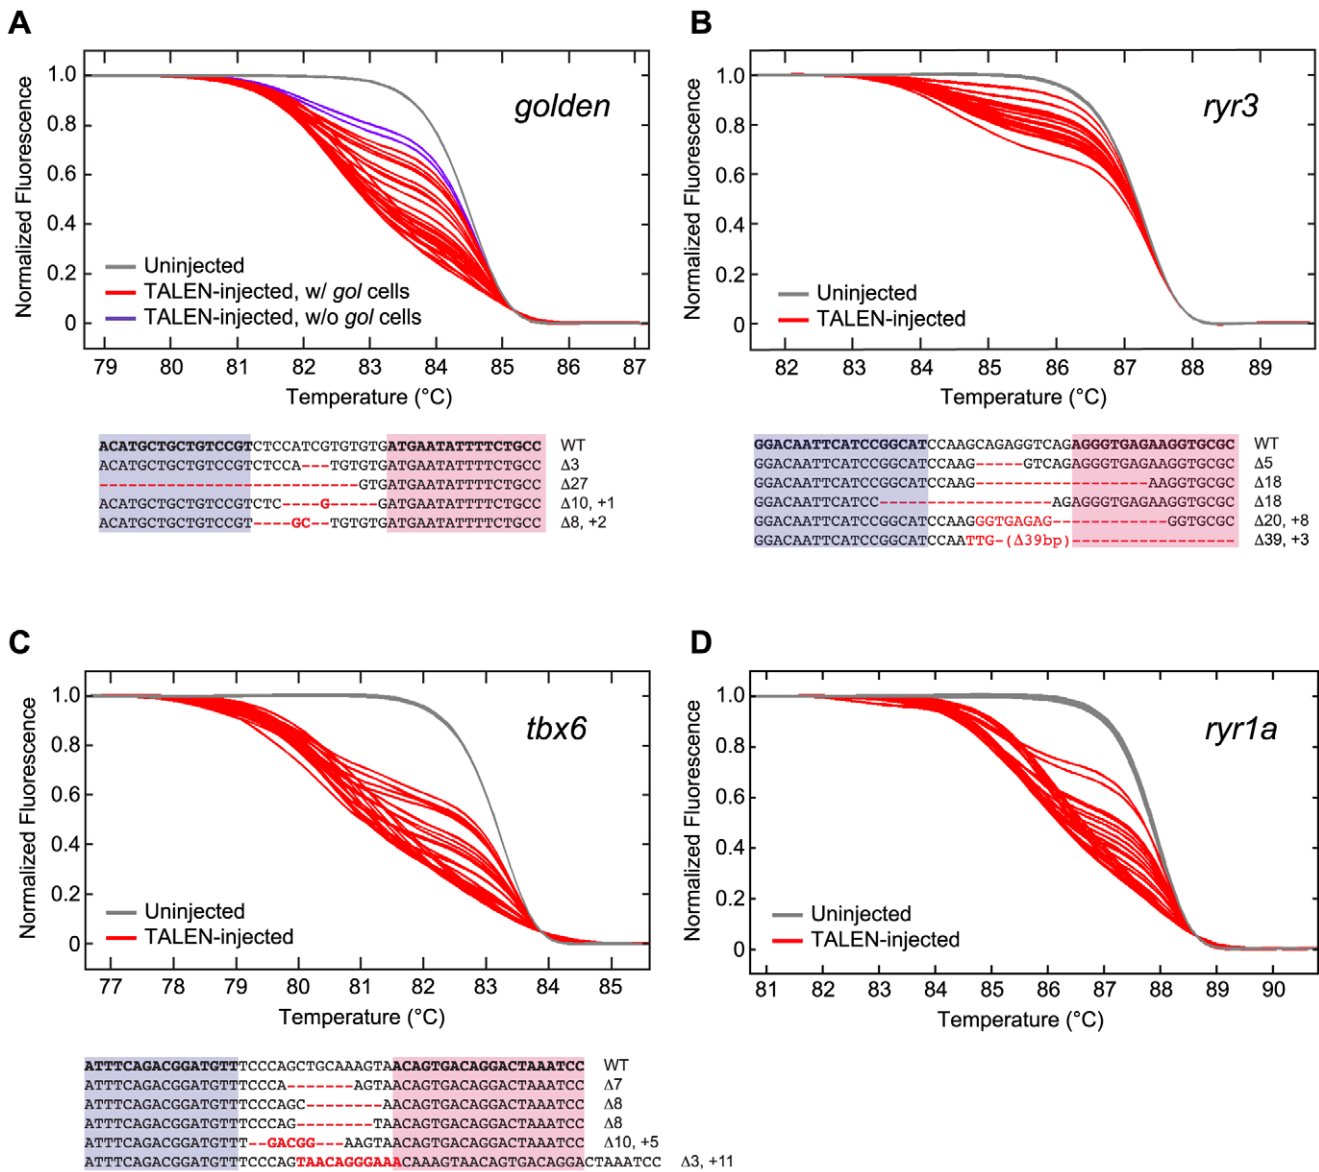 A
golden
Normalized Fluorescence
1.0
0.8
0.6
0.4
0.2
0
Uninjected
TALEN-injected, w/ gol cells
TALEN-injected, w/o gol cells
79 80 81 82 83 84 85 86 87
Temperature (°C)
ACATGCTGCTGTCCGTCTCCATCGTGTGTGATGAATATTTTCTGCC WT
ACATGCTGCTGTCCGTCTCCA---TGTGTGATGAATATTTTCTGCC Δ3
---------------------------GTGATGAATATTTTCTGCC Δ27
ACATGCTGCTGTCCGTCTC----G-----GATGAATATTTTCTGCC Δ10, +1
ACATGCTGCTGTCCGT----GC--TGTGTGATGAATATTTTCTGCC Δ8, +2
B
ryr3
Normalized Fluorescence
1.0
0.8
0.6
0.4
0.2
0
Uninjected
TALEN-injected
82 83 84 85 86 87 88 89
Temperature (°C)
GGACAATTCATCCGGCATCCAAGCAGAGGTCAGAGGGTGAGAAGGTGCGC WT
GGACAATTCATCCGGCATCCAAG-----GTCAGAGGGTGAGAAGGTGCGC Δ5
GGACAATTCATCCGGCATCCAAG------------------AAGGTGCGC Δ18
GGACAATTCATCC------------------AGAGGGTGAGAAGGTGCGC Δ18
GGACAATTCATCCGGCATCCAAGGGTGAGAG------------GGTGCGC Δ20, +8
GGACAATTCATCCGGCATCCAATTG-(Δ39bp)----------------- Δ39, +3
C
tbx6
Normalized Fluorescence
1.0
0.8
0.6
0.4
0.2
0
Uninjected
TALEN-injected
77 78 79 80 81 82 83 84 85
Temperature (°C)
ATTTCAGACGGATGTTTCCCAGCTGCAAAGTAACAGTGACAGGACTAAATCC WT
ATTTCAGACGGATGTTTCCCA-------AGTAACAGTGACAGGACTAAATCC Δ7
ATTTCAGACGGATGTTTCCCAGC--------AACAGTGACAGGACTAAATCC Δ8
ATTTCAGACGGATGTTTCCCAG--------TAACAGTGACAGGACTAAATCC Δ8
ATTTCAGACGGATGTTT--GACGG---AAGTAACAGTGACAGGACTAAATCC Δ10, +5
ATTTCAGACGGATGTTTCCCAGTAACAGGGAAACAAAGTAACAGTGACAGGACTAAATCC Δ3, +11
D
ryr1a
Normalized Fluorescence
1.0
0.8
0.6
0.4
0.2
0
Uninjected
TALEN-injected
81 82 83 84 85 86 87 88 89 90
Temperature (°C)